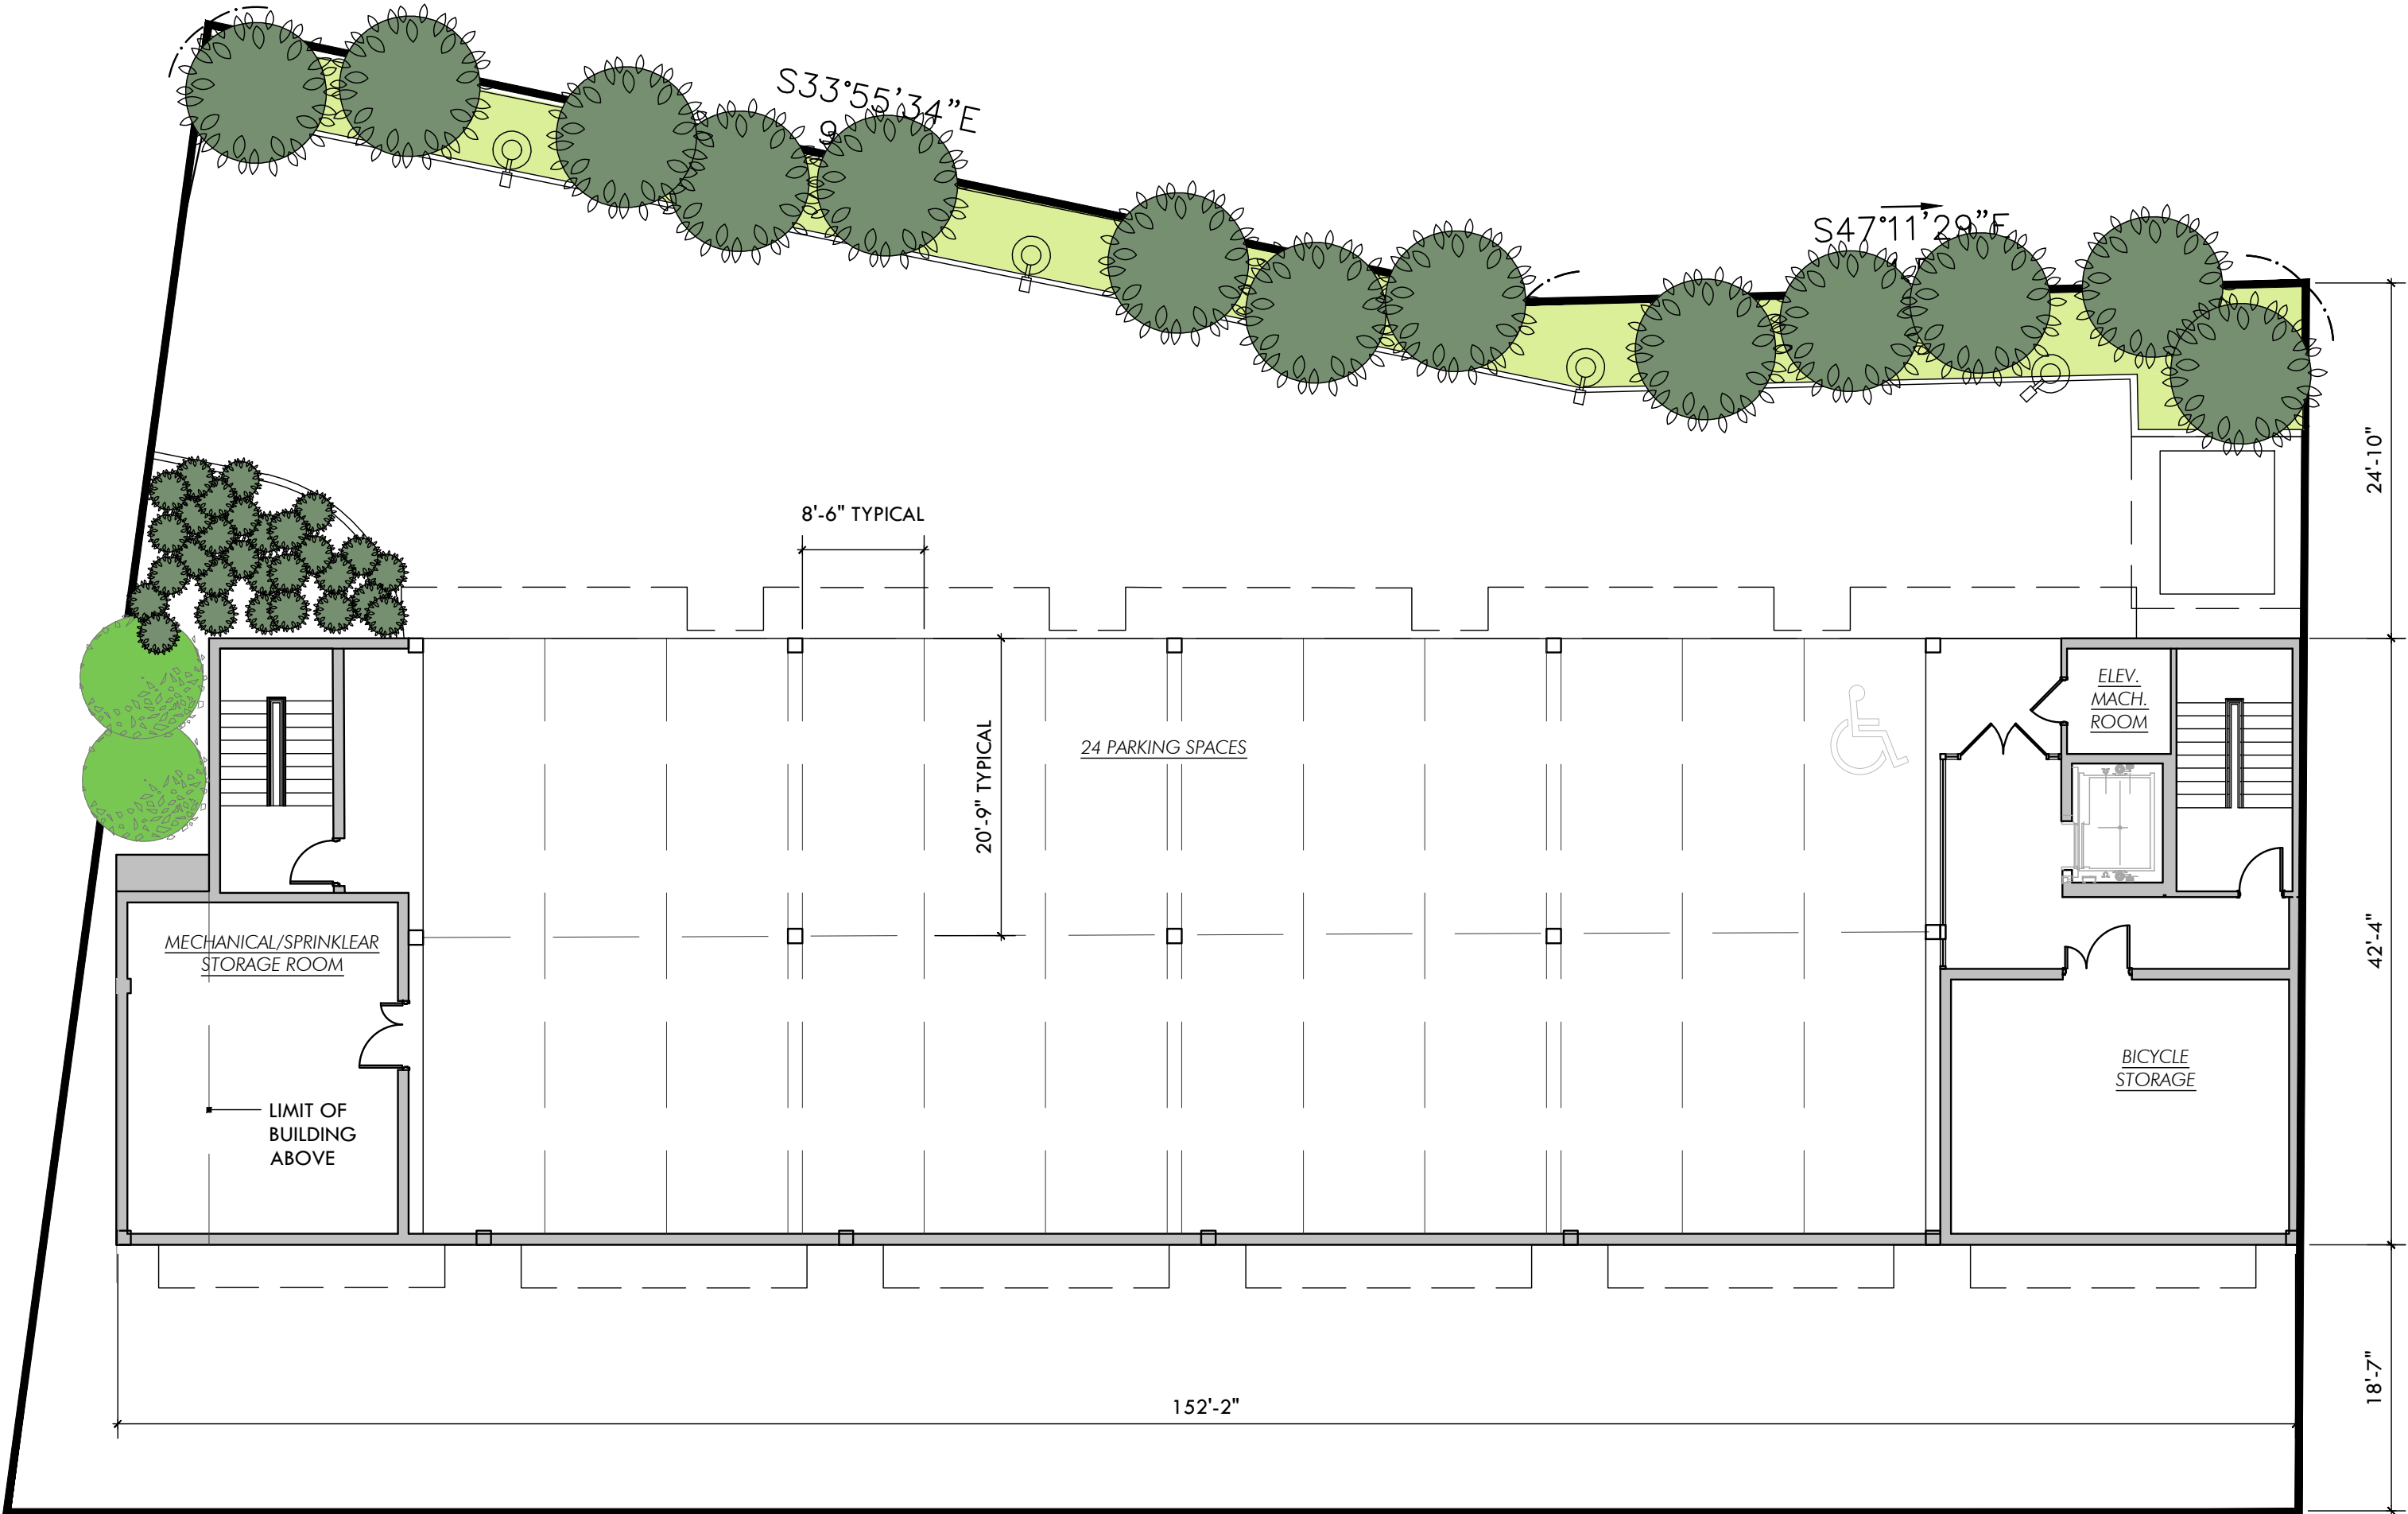 S33°55'34"E
S47°11'29"E
24'-10"
8'-6" TYPICAL
20'-9" TYPICAL
24 PARKING SPACES
ELEV.
MACH.
ROOM
MECHANICAL/SPRINKLEAR
STORAGE ROOM
42'-4"
BICYCLE
STORAGE
LIMIT OF
BUILDING
ABOVE
18'-7"
152'-2"